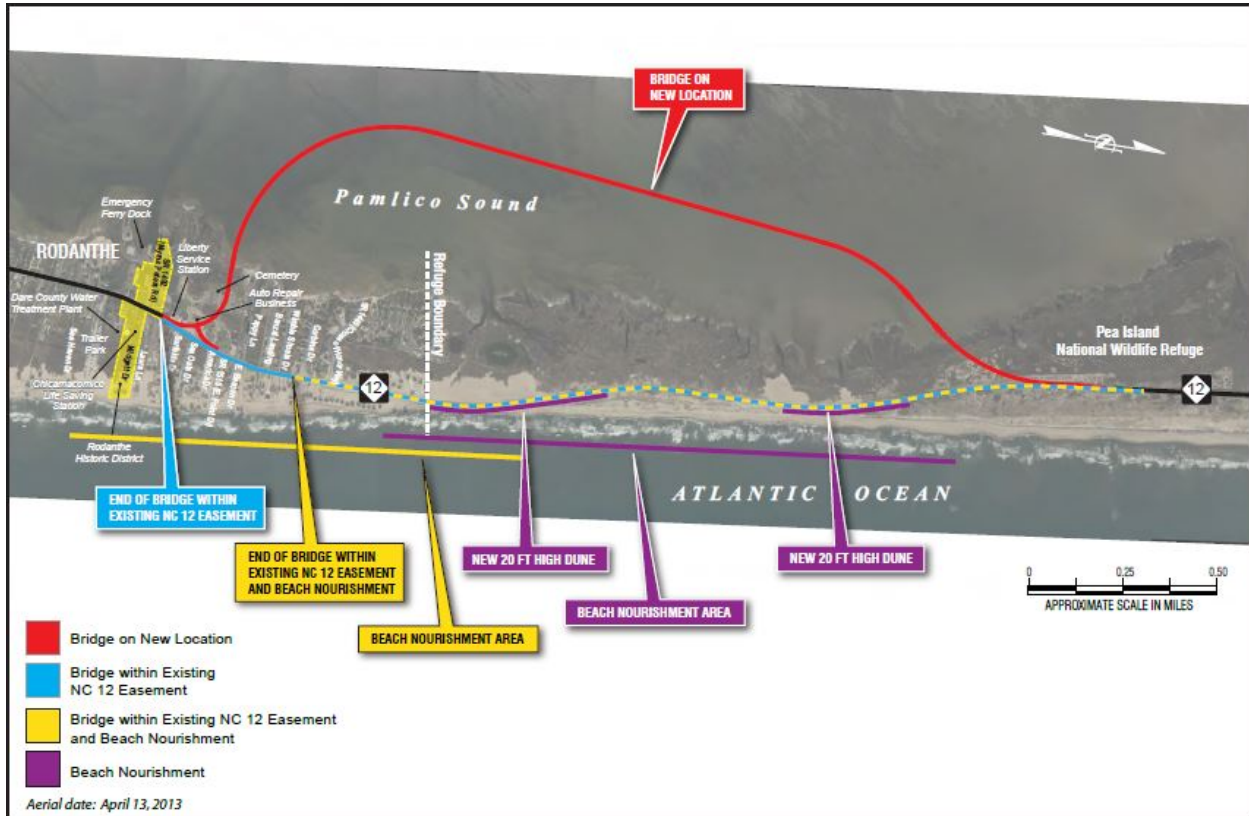 BRIDGE ON
NEW LOCATION
N
Pamlico Sound
Emergency
Ferry Dock
RODANTHE
Liberty
Service
Station
Cemetery
Auto Repair
Business
Refuge Boundary
Dare County Water
Treatment Plant
Trailer
Park
Chicamacomico
Life Saving
Station
Rodanthe
Historic District
Pea Island
National Wildlife Refuge
12
12
END OF BRIDGE WITHIN
EXISTING NC 12 EASEMENT
ATLANTIC OCEAN
END OF BRIDGE WITHIN
EXISTING NC 12 EASEMENT
AND BEACH NOURISHMENT
NEW 20 FT HIGH DUNE
NEW 20 FT HIGH DUNE
BEACH NOURISHMENT AREA
BEACH NOURISHMENT AREA
0 0.25 0.50
APPROXIMATE SCALE IN MILES
Bridge on New Location
Bridge within Existing
NC 12 Easement
Bridge within Existing NC 12 Easement
and Beach Nourishment
Beach Nourishment
Aerial date: April 13, 2013